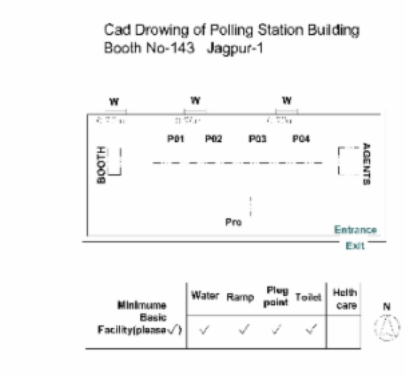 Cad Drowing of Polling Station Building
Booth No-143 Jagpur-1
W W W
P01 P02 P03 P04
BOOTH
AGENTS
Pro
Entrance
Exit
Minimume Basic Facility(please✓)
Water Ramp Plug point Toilet Helth care
✓ ✓ ✓ ✓
N